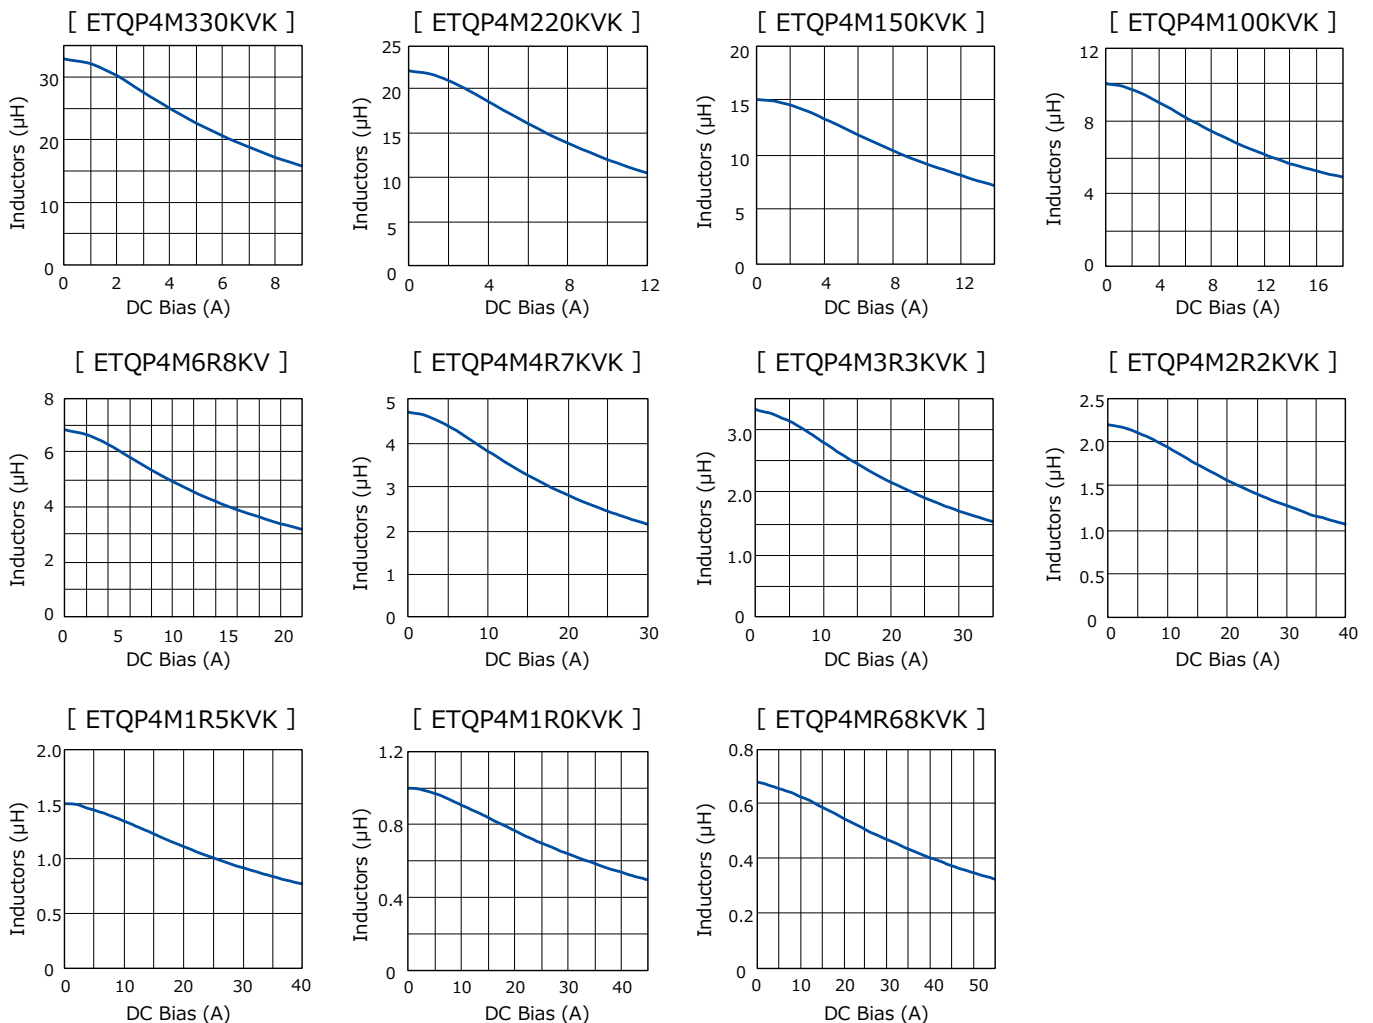 [ ETQP4M330KVK ]
30
20
10
0
0 2 4 6 8
Inductors (µH)
DC Bias (A)
[ ETQP4M220KVK ]
25
20
15
10
5
0
0 4 8 12
Inductors (µH)
DC Bias (A)
[ ETQP4M150KVK ]
20
15
10
5
0
0 4 8 12
Inductors (µH)
DC Bias (A)
[ ETQP4M100KVK ]
12
8
4
0
0 4 8 12 16
Inductors (µH)
DC Bias (A)
[ ETQP4M6R8KV ]
8
6
4
2
0
0 5 10 15 20
Inductors (µH)
DC Bias (A)
[ ETQP4M4R7KVK ]
5
4
3
2
1
0
0 10 20 30
Inductors (µH)
DC Bias (A)
[ ETQP4M3R3KVK ]
3.0
2.0
1.0
0
0 10 20 30
Inductors (µH)
DC Bias (A)
[ ETQP4M2R2KVK ]
2.5
2.0
1.5
1.0
0.5
0
0 10 20 30 40
Inductors (µH)
DC Bias (A)
[ ETQP4M1R5KVK ]
2.0
1.5
1.0
0.5
0
0 10 20 30 40
Inductors (µH)
DC Bias (A)
[ ETQP4M1R0KVK ]
1.2
0.8
0.4
0
0 10 20 30 40
Inductors (µH)
DC Bias (A)
[ ETQP4MR68KVK ]
0.8
0.6
0.4
0.2
0
0 10 20 30 40 50
Inductors (µH)
DC Bias (A)